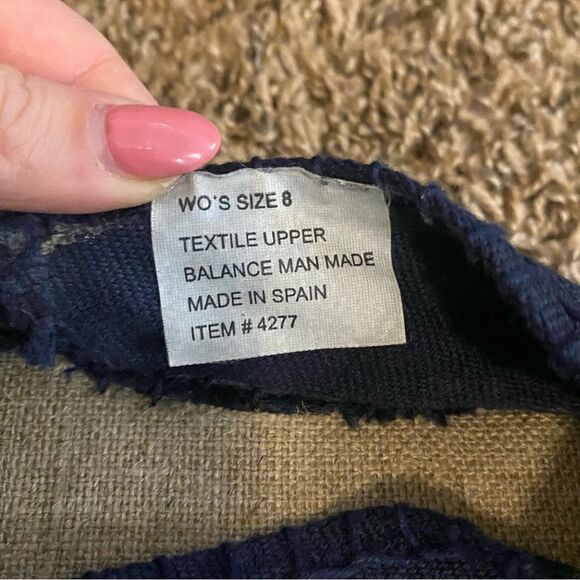 WO'S SIZE 8
TEXTILE UPPER
BALANCE MAN MADE
MADE IN SPAIN
ITEM # 4277